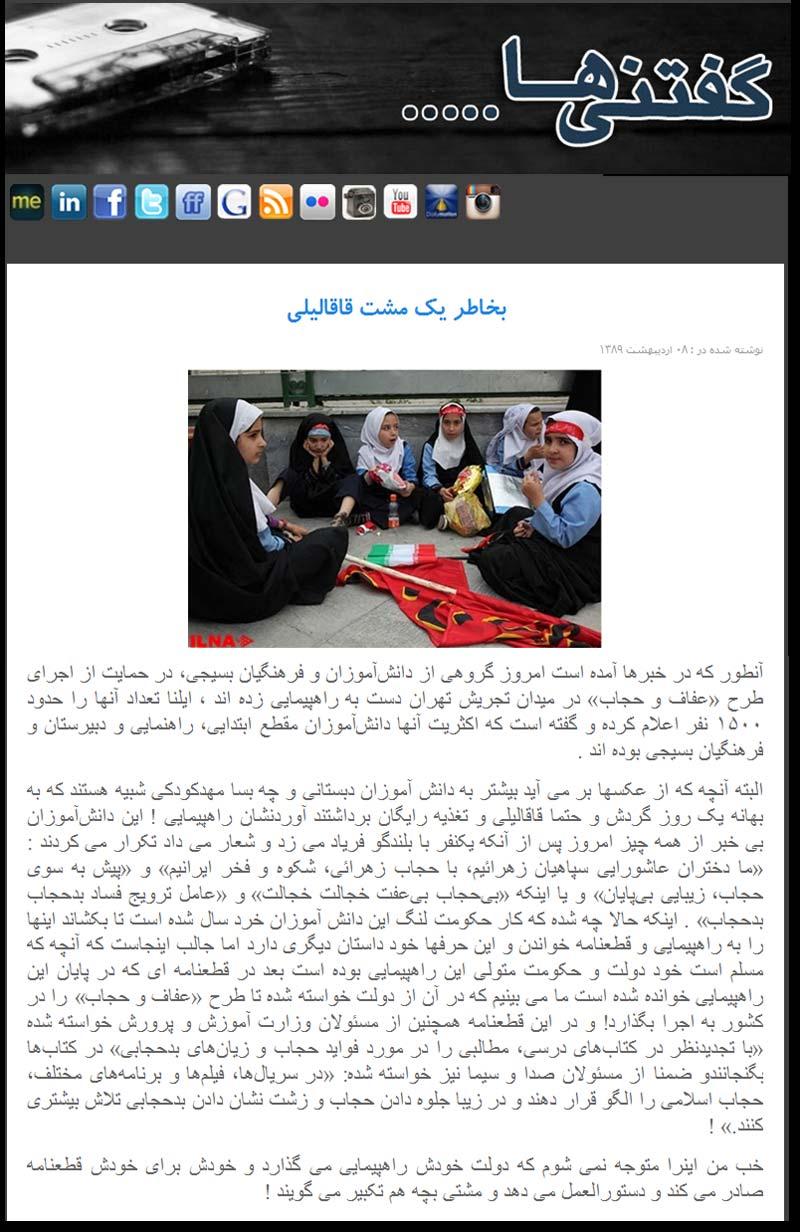 گفتنی‌ها.....
me in f t ff G You Tube Dailymotion
بخاطر یک مشت قاقالیلی
نوشته شده در : ۰۸ اردیبهشت ۱۳۸۹
ILNA
آنطور که در خبرها آمده است امروز گروهی از دانش‌آموزان و فرهنگیان بسیجی، در حمایت از اجرای
طرح «عفاف و حجاب» در میدان تجریش تهران دست به راهپیمایی زده اند ، ایلنا تعداد آنها را حدود
۱۵۰۰ نفر اعلام کرده و گفته است که اکثریت آنها دانش‌آموزان مقطع ابتدایی، راهنمایی و دبیرستان و
فرهنگیان بسیجی بوده اند .
البته آنچه که از عکسها بر می آید بیشتر به دانش آموزان دبستانی و چه بسا مهدکودکی شبیه هستند که به
بهانه یک روز گردش و حتما قاقالیلی و تغذیه رایگان برداشتند آوردنشان راهپیمایی ! این دانش‌آموزان
بی خبر از همه چیز امروز پس از آنکه یکنفر با بلندگو فریاد می زد و شعار می داد تکرار می کردند :
«ما دختران عاشورایی سپاهیان زهرائیم، با حجاب زهرائی، شکوه و فخر ایرانیم» و «پیش به سوی
حجاب، زیبایی بی‌پایان» و یا اینکه «بی‌حجاب بی‌عفت خجالت خجالت» و «عامل ترویج فساد بدحجاب
بدحجاب» . اینکه حالا چه شده که کار حکومت لنگ این دانش آموزان خرد سال شده است تا بکشاند اینها
را به راهپیمایی و قطعنامه خواندن و این حرفها خود داستان دیگری دارد اما جالب اینجاست که آنچه که
مسلم است خود دولت و حکومت متولی این راهپیمایی بوده است بعد در قطعنامه ای که در پایان این
راهپیمایی خوانده شده است ما می بینیم که در آن از دولت خواسته شده تا طرح «عفاف و حجاب» را در
کشور به اجرا بگذارد! و در این قطعنامه همچنین از مسئولان وزارت آموزش و پرورش خواسته شده
«با تجدیدنظر در کتاب‌های درسی، مطالبی را در مورد فواید حجاب و زیان‌های بدحجابی» در کتاب‌ها
بگنجانندو ضمنا از مسئولان صدا و سیما نیز خواسته شده: «در سریال‌ها، فیلم‌ها و برنامه‌های مختلف،
حجاب اسلامی را الگو قرار دهند و در زیبا جلوه دادن حجاب و زشت نشان دادن بدحجابی تلاش بیشتری
کنند.» !
خب من اینرا متوجه نمی شوم که دولت خودش راهپیمایی می گذارد و خودش برای خودش قطعنامه
صادر می کند و دستورالعمل می دهد و مشتی بچه هم تکبیر می گویند !